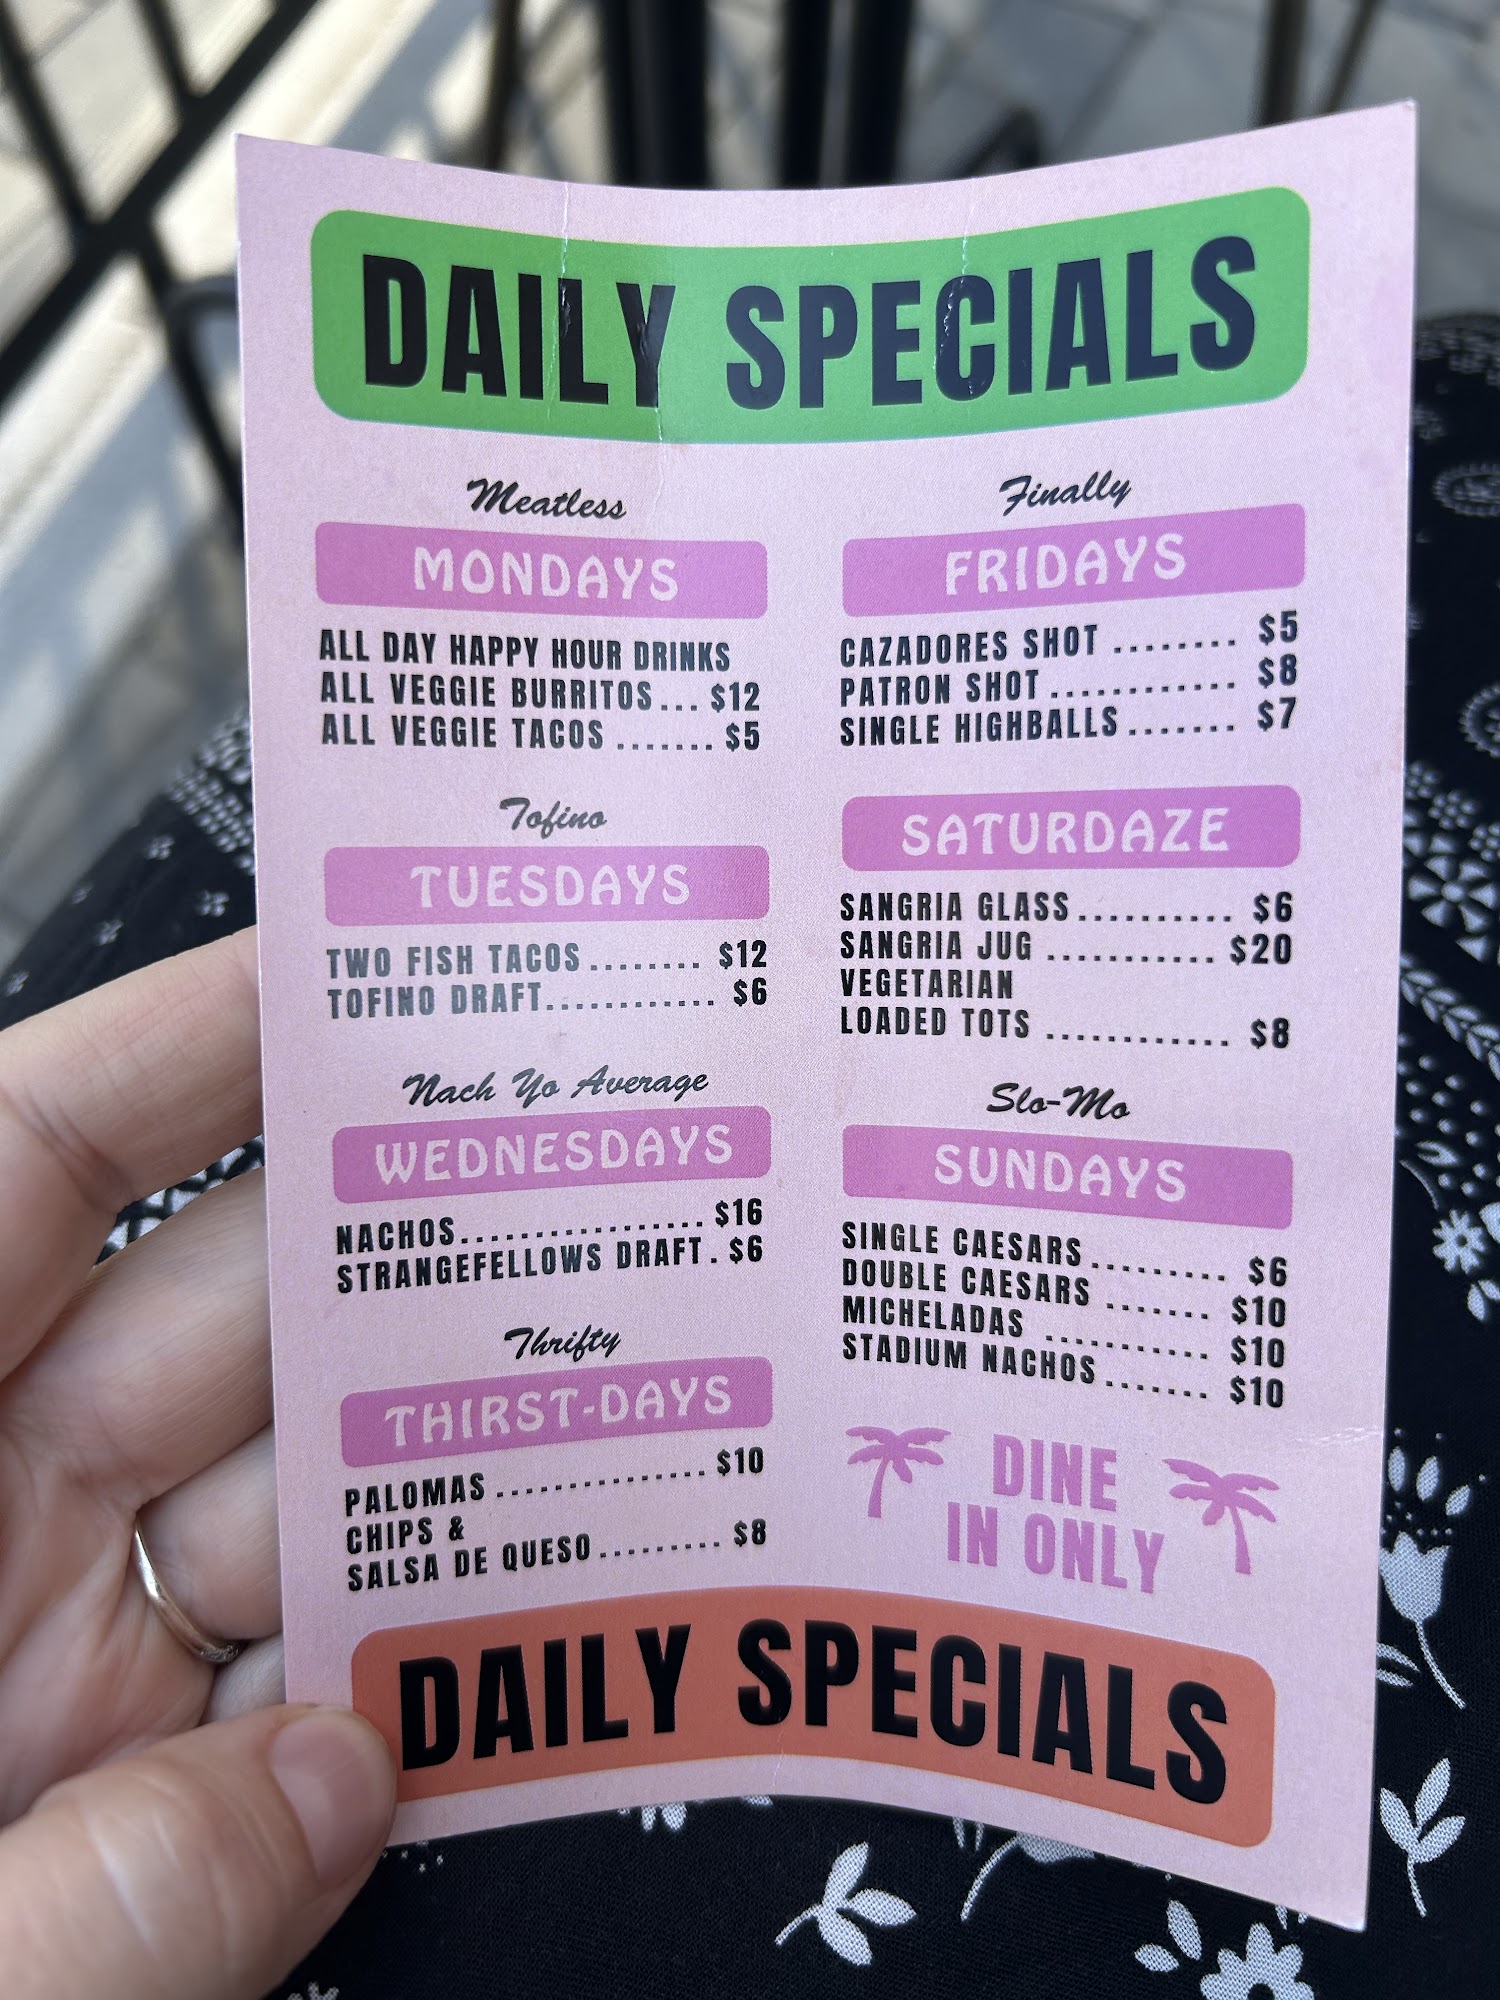 DAILY SPECIALS
Meatless
MONDAYS
ALL DAY HAPPY HOUR DRINKS
ALL VEGGIE BURRITOS... $12
ALL VEGGIE TACOS ....... $5
Tofino
TUESDAYS
TWO FISH TACOS........ $12
TOFINO DRAFT............ $6
Nach Yo Average
WEDNESDAYS
NACHOS................. $16
STRANGEFELLOWS DRAFT. $6
Thrifty
THIRST-DAYS
PALOMAS .............. $10
CHIPS &
SALSA DE QUESO......... $8
Finally
FRIDAYS
CAZADORES SHOT ........ $5
PATRON SHOT ............ $8
SINGLE HIGHBALLS ....... $7
SATURDAZE
SANGRIA GLASS.......... $6
SANGRIA JUG ........... $20
VEGETARIAN
LOADED TOTS ............ $8
Slo-Mo
SUNDAYS
SINGLE CAESARS......... $6
DOUBLE CAESARS ....... $10
MICHELADAS ........... $10
STADIUM NACHOS....... $10
DINE
IN ONLY
DAILY SPECIALS